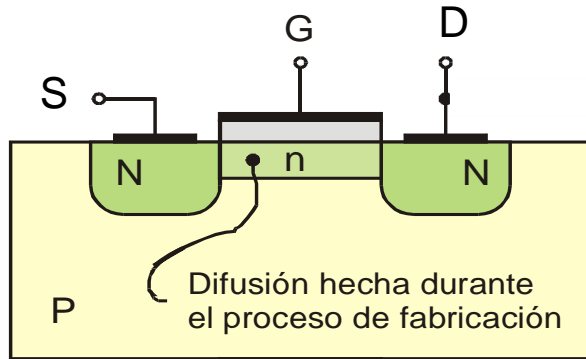 G
D
S
N
n
N
P
Difusión hecha durante
el proceso de fabricación